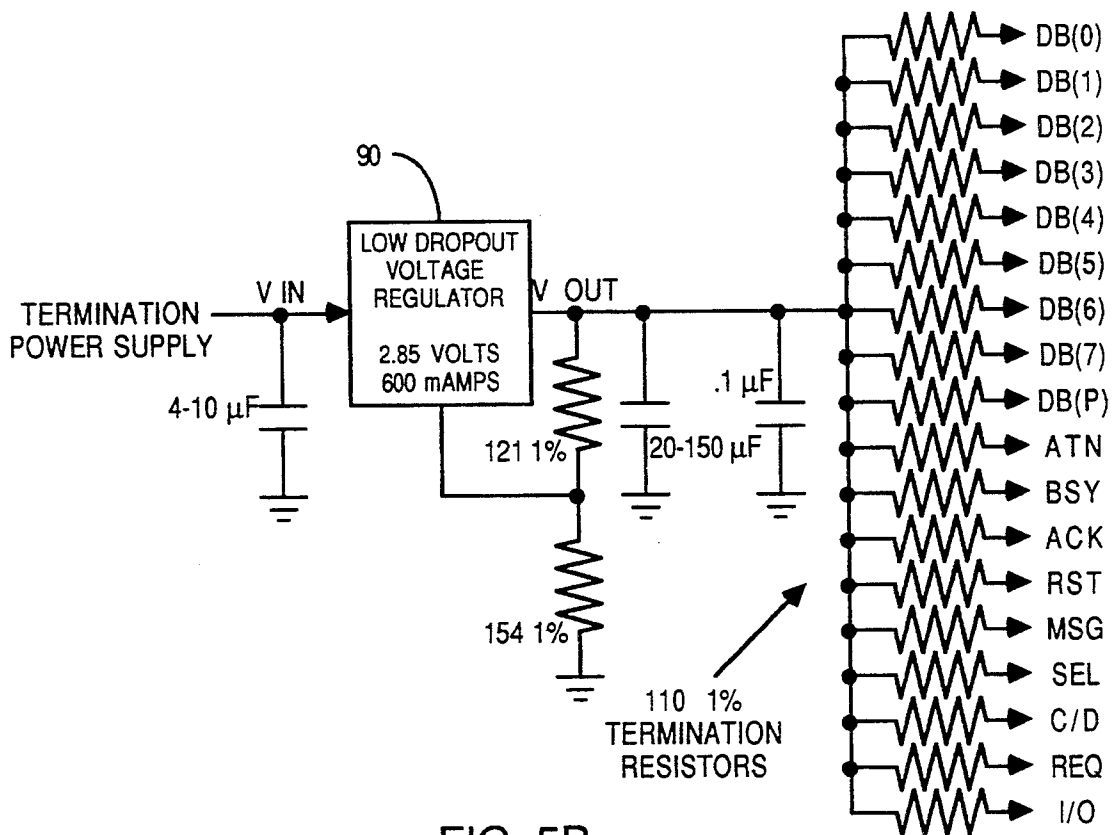 DB(0)
DB(1)
DB(2)
DB(3)
DB(4)
DB(5)
DB(6)
DB(7)
DB(P)
ATN
BSY
ACK
RST
MSG
SEL
C/D
REQ
I/O
90
LOW DROPOUT
VOLTAGE
REGULATOR
2.85 VOLTS
600 mAMPS
V IN
V OUT
TERMINATION
POWER SUPPLY
4-10 µF
121 1%
20-150 µF
.1 µF
154 1%
110 1%
TERMINATION
RESISTORS
FIG. 5B